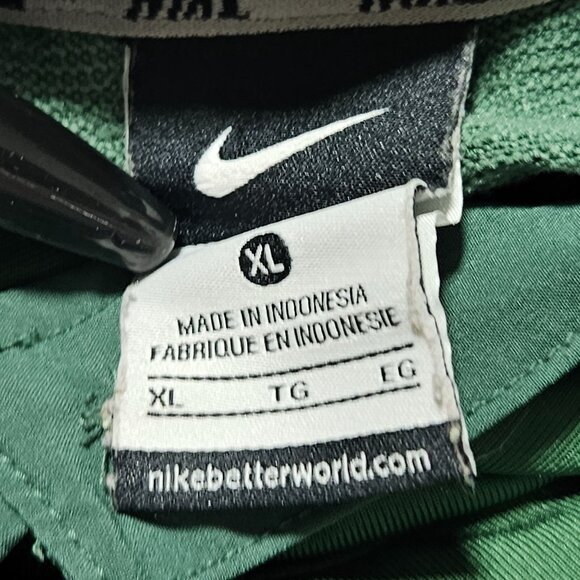 XL
MADE IN INDONESIA
FABRIQUE EN INDONESIE
XL TG EG
nikebetterworld.com